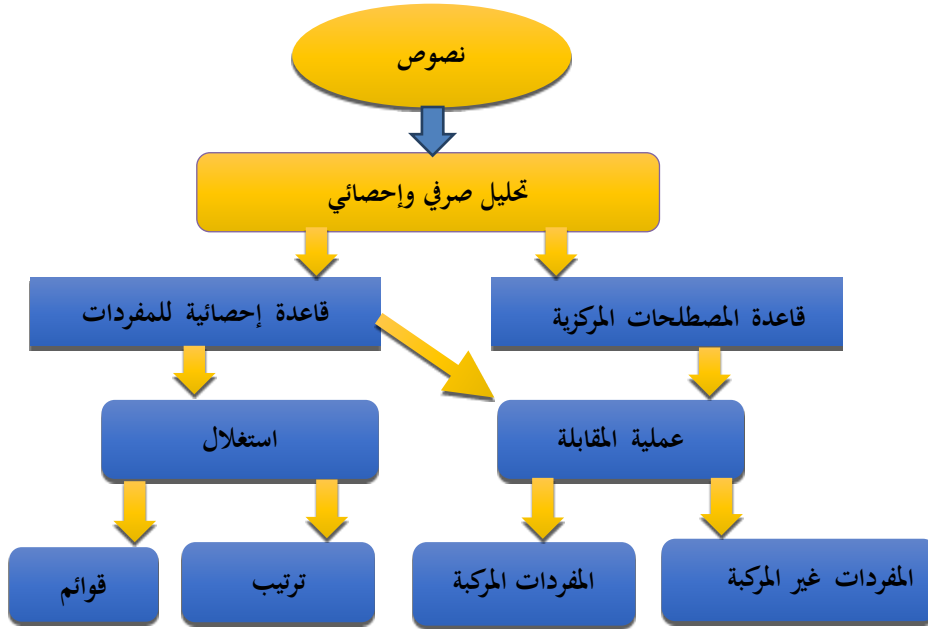 نصوص
تحليل صرفي وإحصائي
قاعدة المصطلحات المركزية
قاعدة إحصائية للمفردات
عملية المقابلة
استغلال
المفردات غير المركبة
المفردات المركبة
ترتيب
قوائم